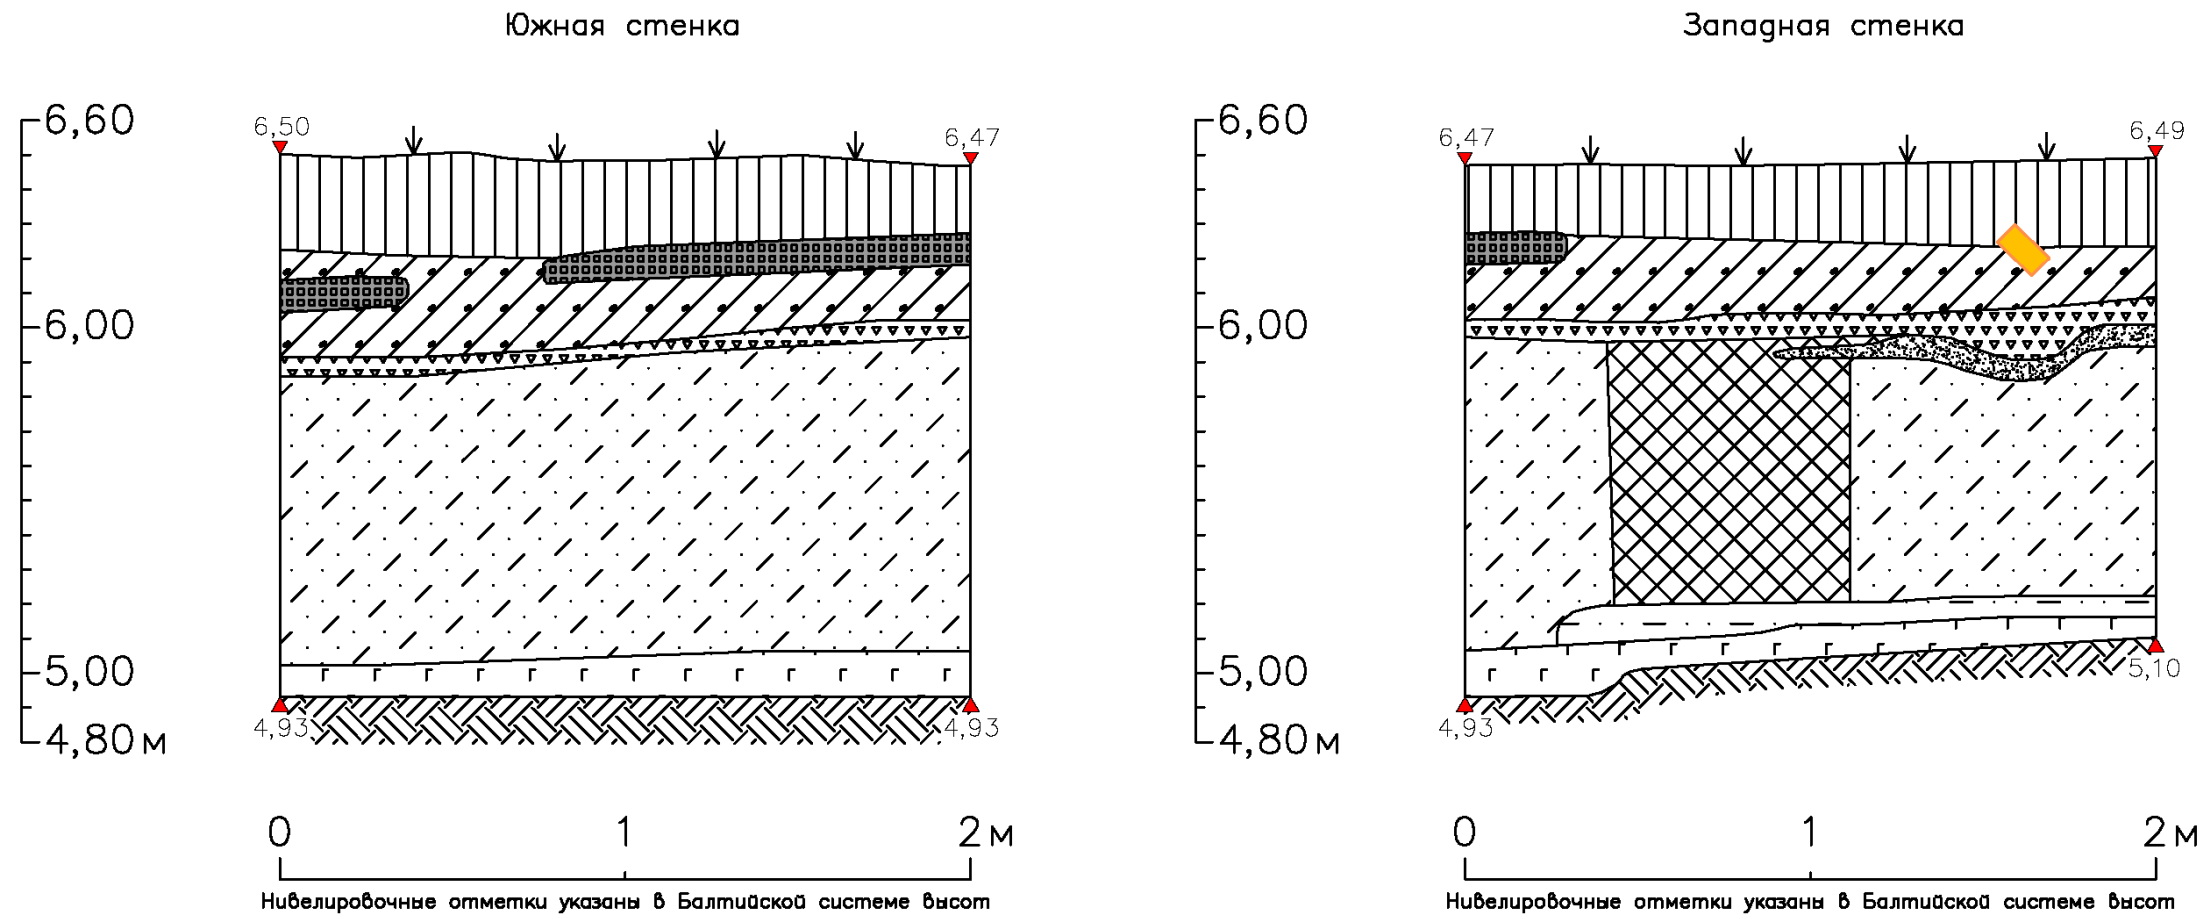 Южная стенка
6,60
6,50
6,47
6,00
5,00
4,93
4,93
4,80 м
0 1 2 м
Нивелировочные отметки указаны в Балтийской системе высот
Западная стенка
6,60
6,47
6,49
6,00
5,00
5,10
4,93
4,80 м
0 1 2 м
Нивелировочные отметки указаны в Балтийской системе высот